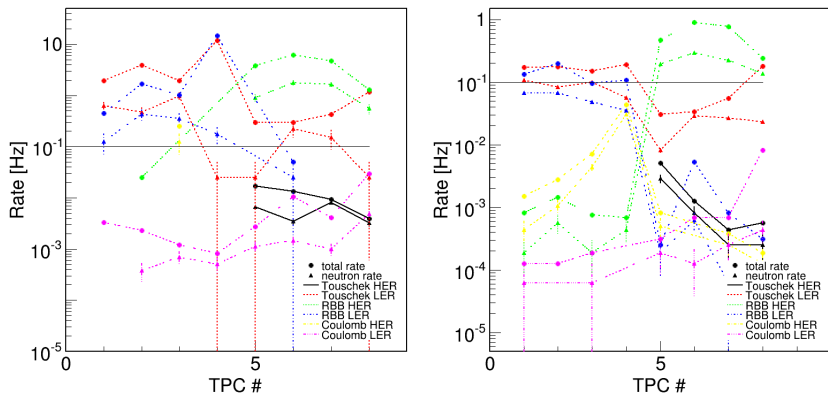 10
10⁻¹
10⁻³
10⁻⁵
Rate [Hz]
0
5
TPC #
total rate
neutron rate
Touschek HER
Touschek LER
RBB HER
RBB LER
Coulomb HER
Coulomb LER
1
10⁻¹
10⁻²
10⁻³
10⁻⁴
10⁻⁵
Rate [Hz]
0
5
TPC #
total rate
neutron rate
Touschek HER
Touschek LER
RBB HER
RBB LER
Coulomb HER
Coulomb LER